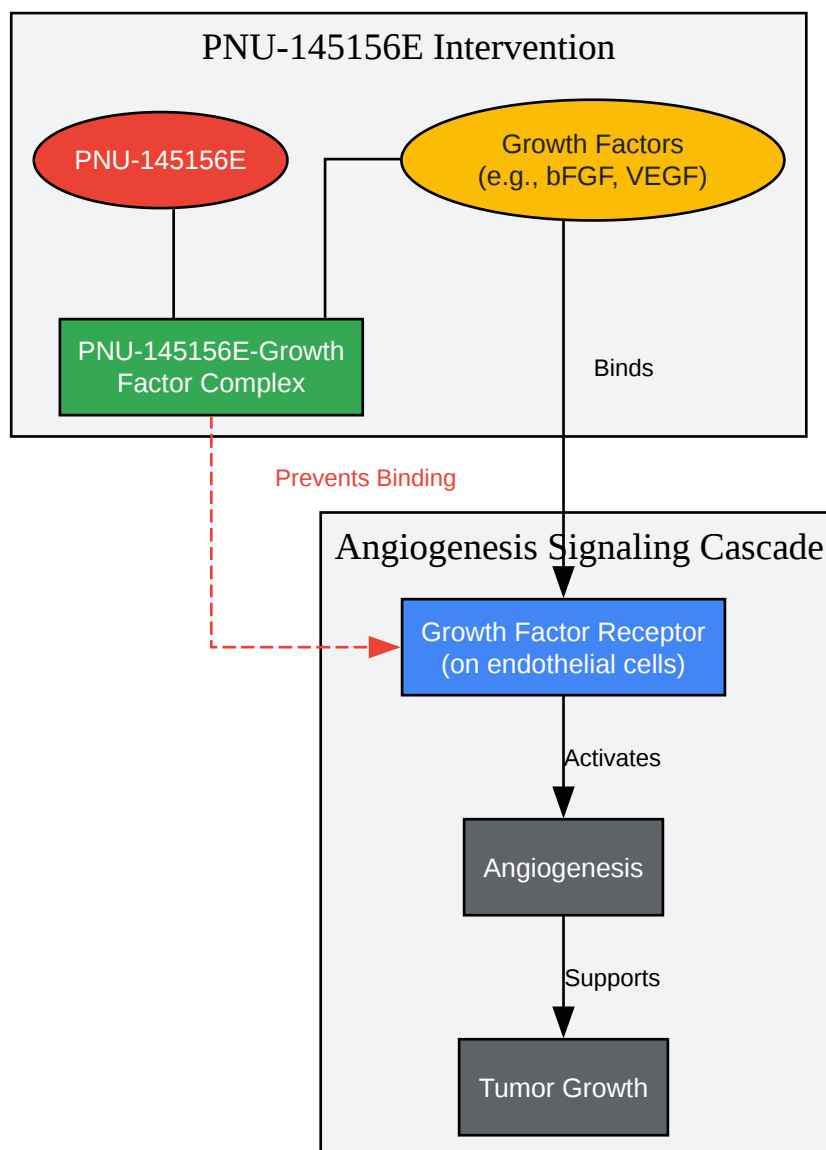 PNU-145156E Intervention
PNU-145156E
Growth Factors
(e.g., bFGF, VEGF)
PNU-145156E-Growth
Factor Complex
Binds
Prevents Binding
Angiogenesis Signaling Cascade
Growth Factor Receptor
(on endothelial cells)
Activates
Angiogenesis
Supports
Tumor Growth